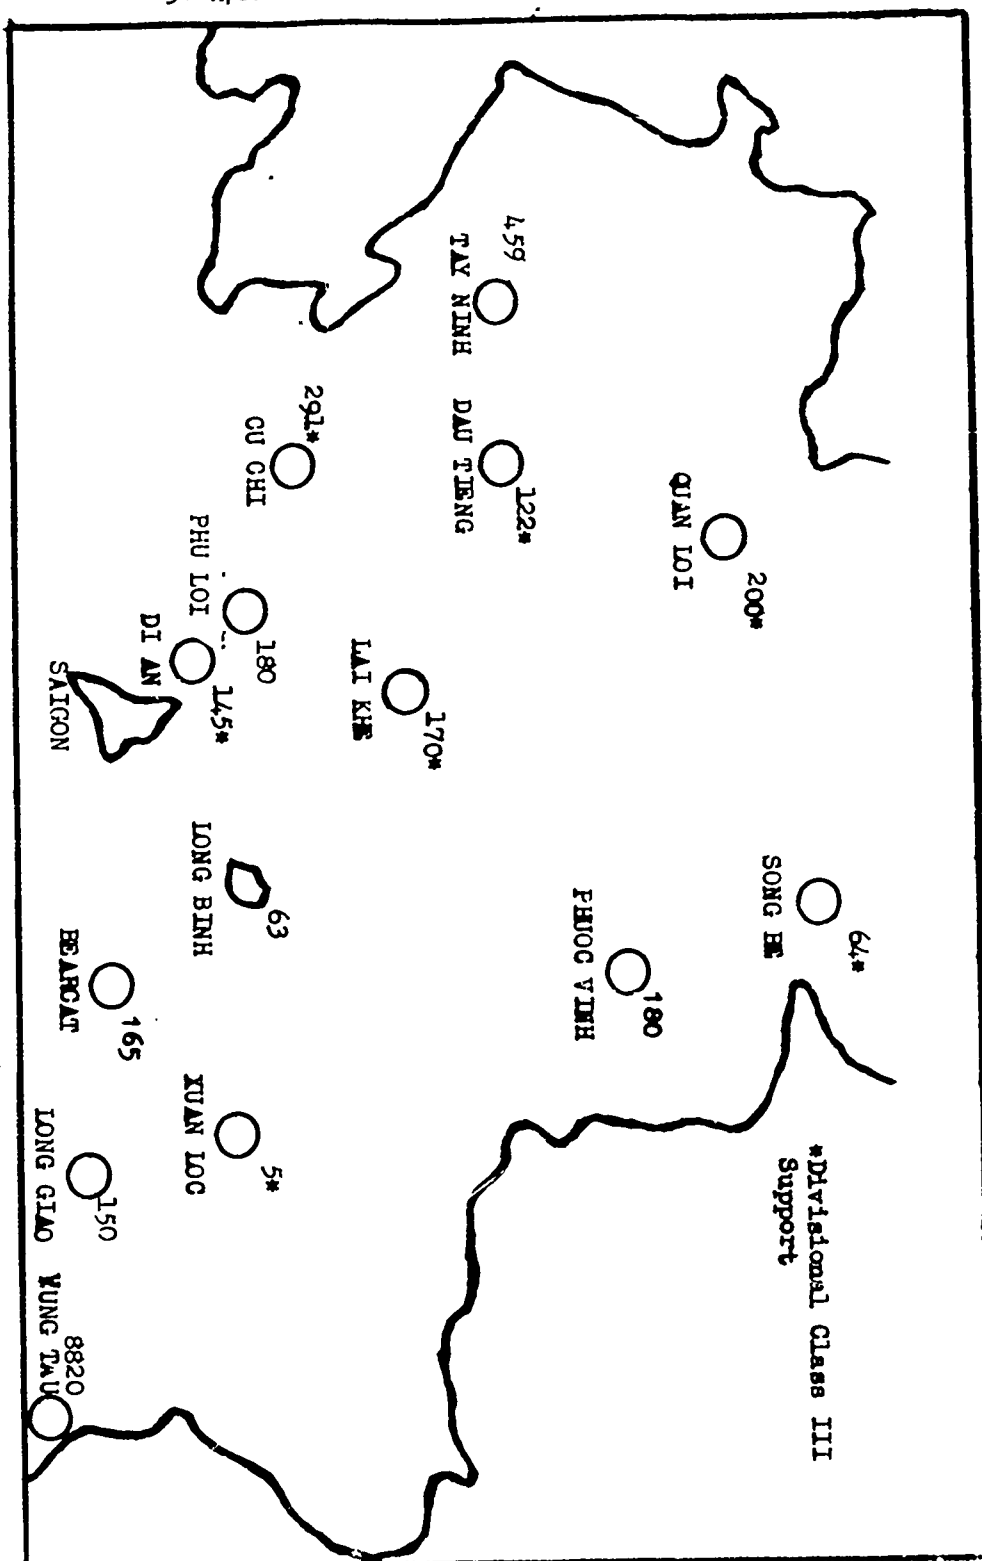 *Divisional Class III
Support
SONG BE
64*
QUAN LOI
200*
PHUOC VINH
180
459
TAY NINH
DAU TIENG
122*
LAI KHE
170*
291*
CU CHI
PHU LOI
180
DI AN
145*
SAIGON
LONG BINH
63
XUAN LOC
5*
BEARCAT
165
LONG GIAO
150
VUNG TAU
8820